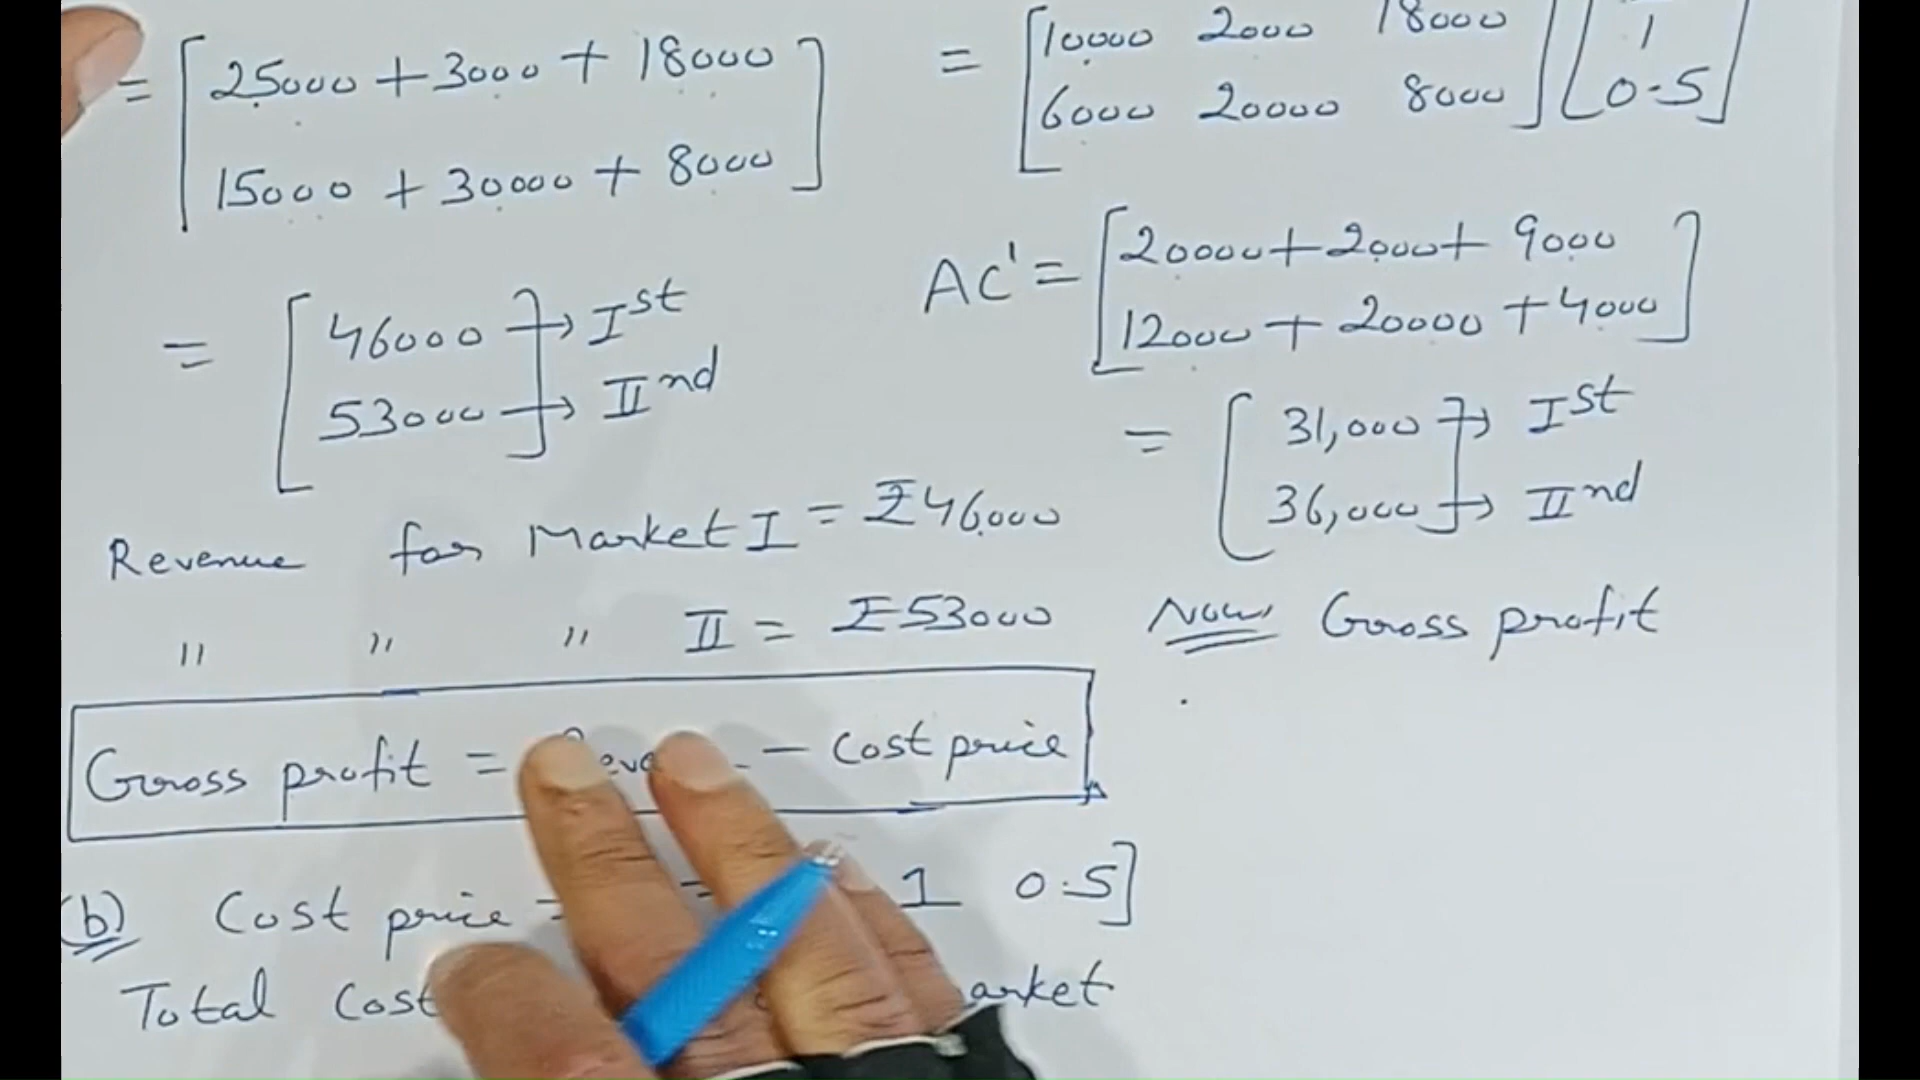 = [25000 + 3000 + 18000
15000 + 30000 + 8000]
= [46000 → Ist
53000 → IInd]
Revenue for Market I = ₹46000
" " " II = ₹53000
Gross profit = - Cost price
(b) Cost price = 1 0.5]
Total Cost
= [10000 2000 18000
6000 20000 8000] [1
0.5]
AC' = [20000 + 2000 + 9000
12000 + 20000 + 4000]
= [31,000 → Ist
36,000 → IInd]
Now Gross profit